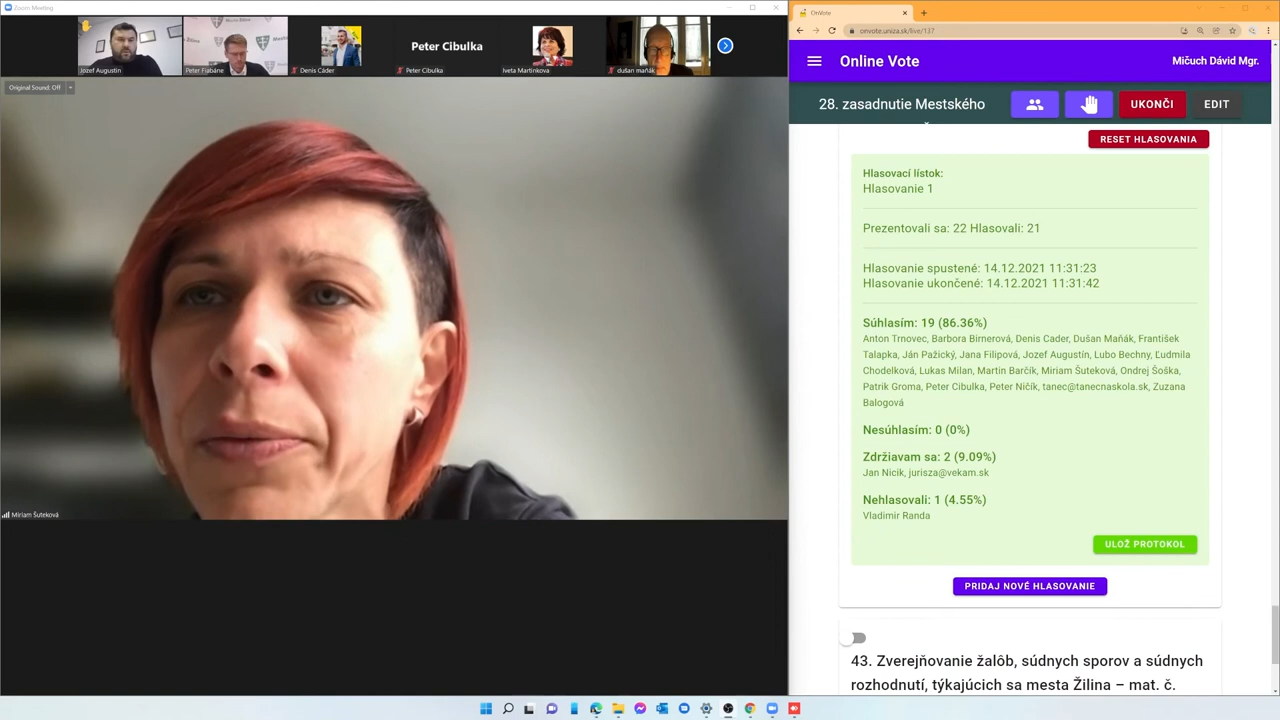 Zoom Meeting
Original Sound: Off
Jozef Augustin
Peter Fiabáne
Denis Cáder
Peter Cibulka
Peter Cibulka
Iveta Martinkova
dušan maňák
Miriam Šuteková
OnVote
onvote.uniza.sk/live/137
Online Vote
Mičuch Dávid Mgr.
28. zasadnutie Mestského
UKONČI
EDIT
RESET HLASOVANIA
Hlasovací lístok:
Hlasovanie 1
Prezentovali sa: 22 Hlasovali: 21
Hlasovanie spustené: 14.12.2021 11:31:23
Hlasovanie ukončené: 14.12.2021 11:31:42
Súhlasím: 19 (86.36%)
Anton Trnovec, Barbora Birnerová, Denis Cader, Dušan Maňák, František
Talapka, Ján Pažický, Jana Filipová, Jozef Augustín, Lubo Bechny, Ľudmila
Chodelková, Lukas Milan, Martin Barčík, Miriam Šuteková, Ondrej Šoška,
Patrik Groma, Peter Cibulka, Peter Ničík, tanec@tanecnaskola.sk, Zuzana
Balogová
Nesúhlasím: 0 (0%)
Zdržiavam sa: 2 (9.09%)
Jan Nicik, jurisza@vekam.sk
Nehlasovali: 1 (4.55%)
Vladimir Randa
ULOŽ PROTOKOL
PRIDAJ NOVÉ HLASOVANIE
43. Zverejňovanie žalôb, súdnych sporov a súdnych
rozhodnutí, týkajúcich sa mesta Žilina – mat. č.